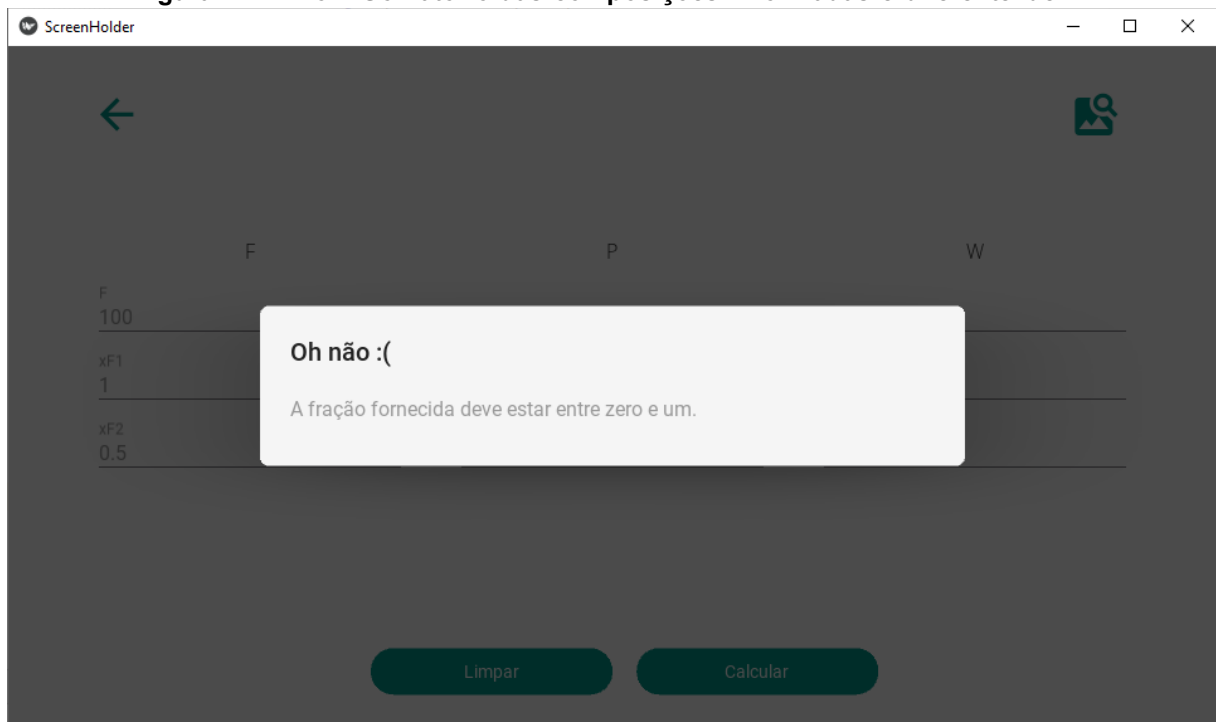 ScreenHolder
F P W
F
100
xF1
1
xF2
0.5
Oh não :(
A fração fornecida deve estar entre zero e um.
Limpar Calcular